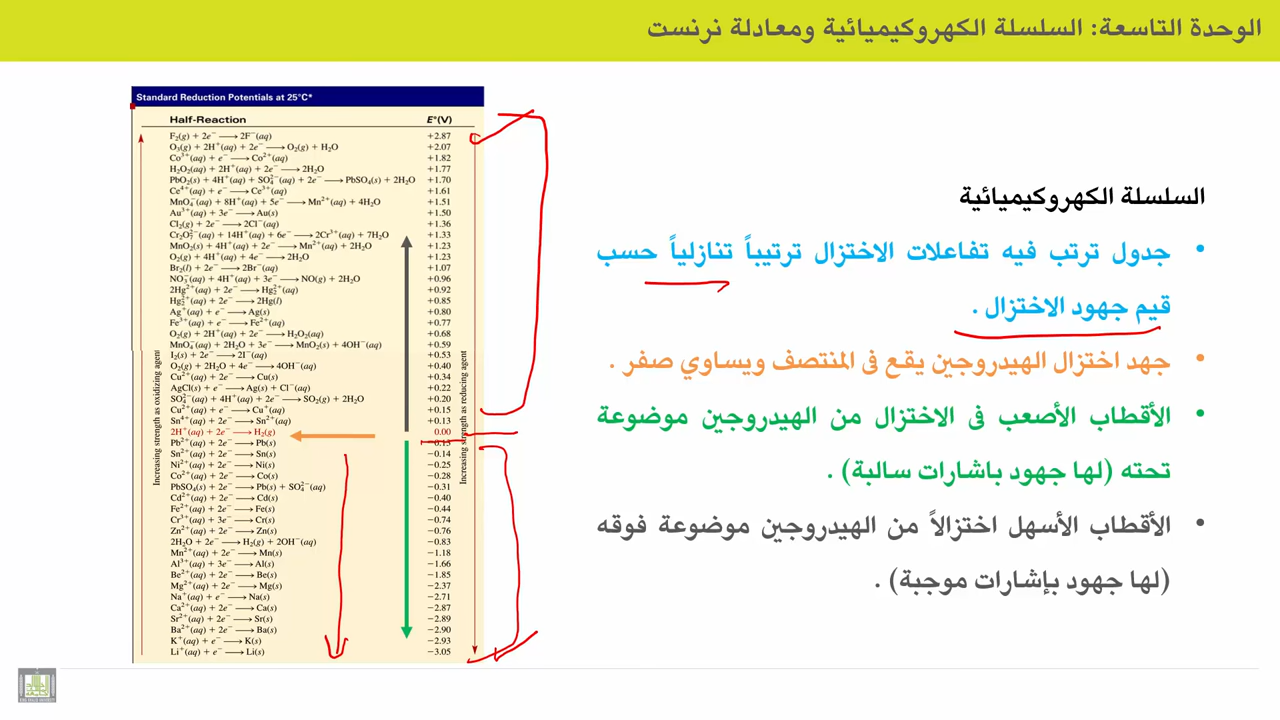 الوحدة التاسعة: السلسلة الكهروكيميائية ومعادلة نرنست
Standard Reduction Potentials at 25°C*
Half-Reaction E°(V)
F₂(g) + 2e⁻ ⟶ 2F⁻(aq) +2.87
O₃(g) + 2H⁺(aq) + 2e⁻ ⟶ O₂(g) + H₂O +2.07
Co³⁺(aq) + e⁻ ⟶ Co²⁺(aq) +1.82
H₂O₂(aq) + 2H⁺(aq) + 2e⁻ ⟶ 2H₂O +1.77
PbO₂(s) + 4H⁺(aq) + SO₄²⁻(aq) + 2e⁻ ⟶ PbSO₄(s) + 2H₂O +1.70
Ce⁴⁺(aq) + e⁻ ⟶ Ce³⁺(aq) +1.61
MnO₄⁻(aq) + 8H⁺(aq) + 5e⁻ ⟶ Mn²⁺(aq) + 4H₂O +1.51
Au³⁺(aq) + 3e⁻ ⟶ Au(s) +1.50
Cl₂(g) + 2e⁻ ⟶ 2Cl⁻(aq) +1.36
Cr₂O₇²⁻(aq) + 14H⁺(aq) + 6e⁻ ⟶ 2Cr³⁺(aq) + 7H₂O +1.33
MnO₂(s) + 4H⁺(aq) + 2e⁻ ⟶ Mn²⁺(aq) + 2H₂O +1.23
O₂(g) + 4H⁺(aq) + 4e⁻ ⟶ 2H₂O +1.23
Br₂(l) + 2e⁻ ⟶ 2Br⁻(aq) +1.07
NO₃⁻(aq) + 4H⁺(aq) + 3e⁻ ⟶ NO(g) + 2H₂O +0.96
2Hg²⁺(aq) + 2e⁻ ⟶ Hg₂²⁺(aq) +0.92
Hg₂²⁺(aq) + 2e⁻ ⟶ 2Hg(l) +0.85
Ag⁺(aq) + e⁻ ⟶ Ag(s) +0.80
Fe³⁺(aq) + e⁻ ⟶ Fe²⁺(aq) +0.77
O₂(g) + 2H⁺(aq) + 2e⁻ ⟶ H₂O₂(aq) +0.68
MnO₄⁻(aq) + 2H₂O + 3e⁻ ⟶ MnO₂(s) + 4OH⁻(aq) +0.59
I₂(s) + 2e⁻ ⟶ 2I⁻(aq) +0.53
O₂(g) + 2H₂O + 4e⁻ ⟶ 4OH⁻(aq) +0.40
Cu²⁺(aq) + 2e⁻ ⟶ Cu(s) +0.34
AgCl(s) + e⁻ ⟶ Ag(s) + Cl⁻(aq) +0.22
SO₄²⁻(aq) + 4H⁺(aq) + 2e⁻ ⟶ SO₂(g) + 2H₂O +0.20
Cu²⁺(aq) + e⁻ ⟶ Cu⁺(aq) +0.15
Sn⁴⁺(aq) + 2e⁻ ⟶ Sn²⁺(aq) +0.13
2H⁺(aq) + 2e⁻ ⟶ H₂(g) 0.00
Pb²⁺(aq) + 2e⁻ ⟶ Pb(s) −0.13
Sn²⁺(aq) + 2e⁻ ⟶ Sn(s) −0.14
Ni²⁺(aq) + 2e⁻ ⟶ Ni(s) −0.25
Co²⁺(aq) + 2e⁻ ⟶ Co(s) −0.28
PbSO₄(s) + 2e⁻ ⟶ Pb(s) + SO₄²⁻(aq) −0.31
Cd²⁺(aq) + 2e⁻ ⟶ Cd(s) −0.40
Fe²⁺(aq) + 2e⁻ ⟶ Fe(s) −0.44
Cr³⁺(aq) + 3e⁻ ⟶ Cr(s) −0.74
Zn²⁺(aq) + 2e⁻ ⟶ Zn(s) −0.76
2H₂O + 2e⁻ ⟶ H₂(g) + 2OH⁻(aq) −0.83
Mn²⁺(aq) + 2e⁻ ⟶ Mn(s) −1.18
Al³⁺(aq) + 3e⁻ ⟶ Al(s) −1.66
Be²⁺(aq) + 2e⁻ ⟶ Be(s) −1.85
Mg²⁺(aq) + 2e⁻ ⟶ Mg(s) −2.37
Na⁺(aq) + e⁻ ⟶ Na(s) −2.71
Ca²⁺(aq) + 2e⁻ ⟶ Ca(s) −2.87
Sr²⁺(aq) + 2e⁻ ⟶ Sr(s) −2.89
Ba²⁺(aq) + 2e⁻ ⟶ Ba(s) −2.90
K⁺(aq) + e⁻ ⟶ K(s) −2.93
Li⁺(aq) + e⁻ ⟶ Li(s) −3.05
Increasing strength as oxidizing agent
Increasing strength as reducing agent
السلسلة الكهروكيميائية
• جدول ترتب فيه تفاعلات الاختزال ترتيباً تنازلياً حسب
قيم جهود الاختزال .
• جهد اختزال الهيدروجين يقع فى المنتصف ويساوي صفر .
• الأقطاب الأصعب فى الاختزال من الهيدروجين موضوعة
تحته (لها جهود باشارات سالبة) .
• الأقطاب الأسهل اختزالاً من الهيدروجين موضوعة فوقه
(لها جهود بإشارات موجبة) .